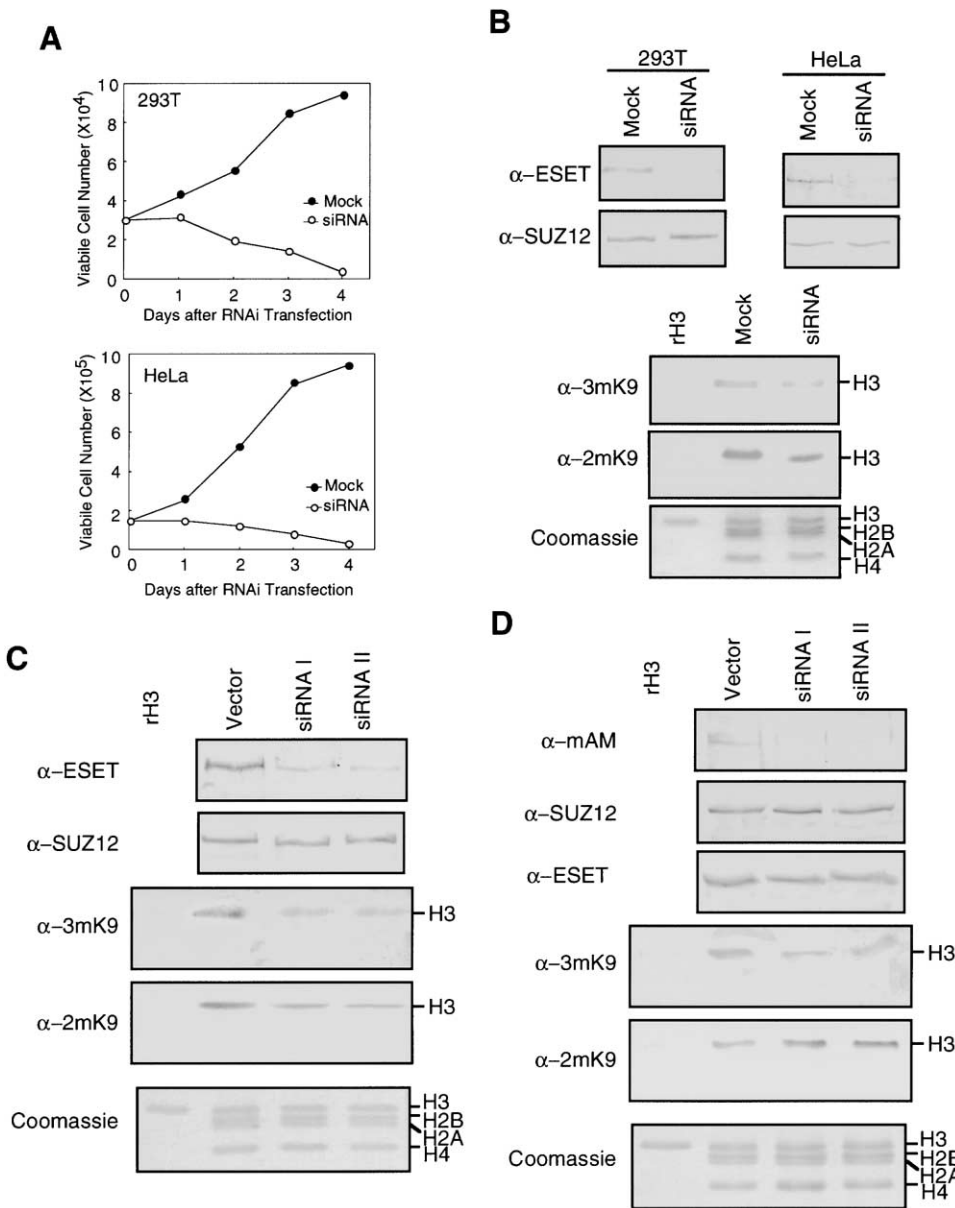 A
293T
Viabile Cell Number (X10⁴)
10
8
6
4
2
0
Mock
siRNA
0 1 2 3 4
Days after RNAi Transfection
HeLa
Viabile Cell Number (X10⁵)
10
8
6
4
2
0
Mock
siRNA
0 1 2 3 4
Days after RNAi Transfection
B
293T HeLa
Mock siRNA Mock siRNA
α–ESET
α–SUZ12
rH3 Mock siRNA
α–3mK9 H3
α–2mK9 H3
Coomassie
H3
H2B
H2A
H4
C
rH3 Vector siRNA I siRNA II
α–ESET
α–SUZ12
α–3mK9 H3
α–2mK9 H3
Coomassie
H3
H2B
H2A
H4
D
rH3 Vector siRNA I siRNA II
α–mAM
α–SUZ12
α–ESET
α–3mK9 H3
α–2mK9 H3
Coomassie
H3
H2B
H2A
H4